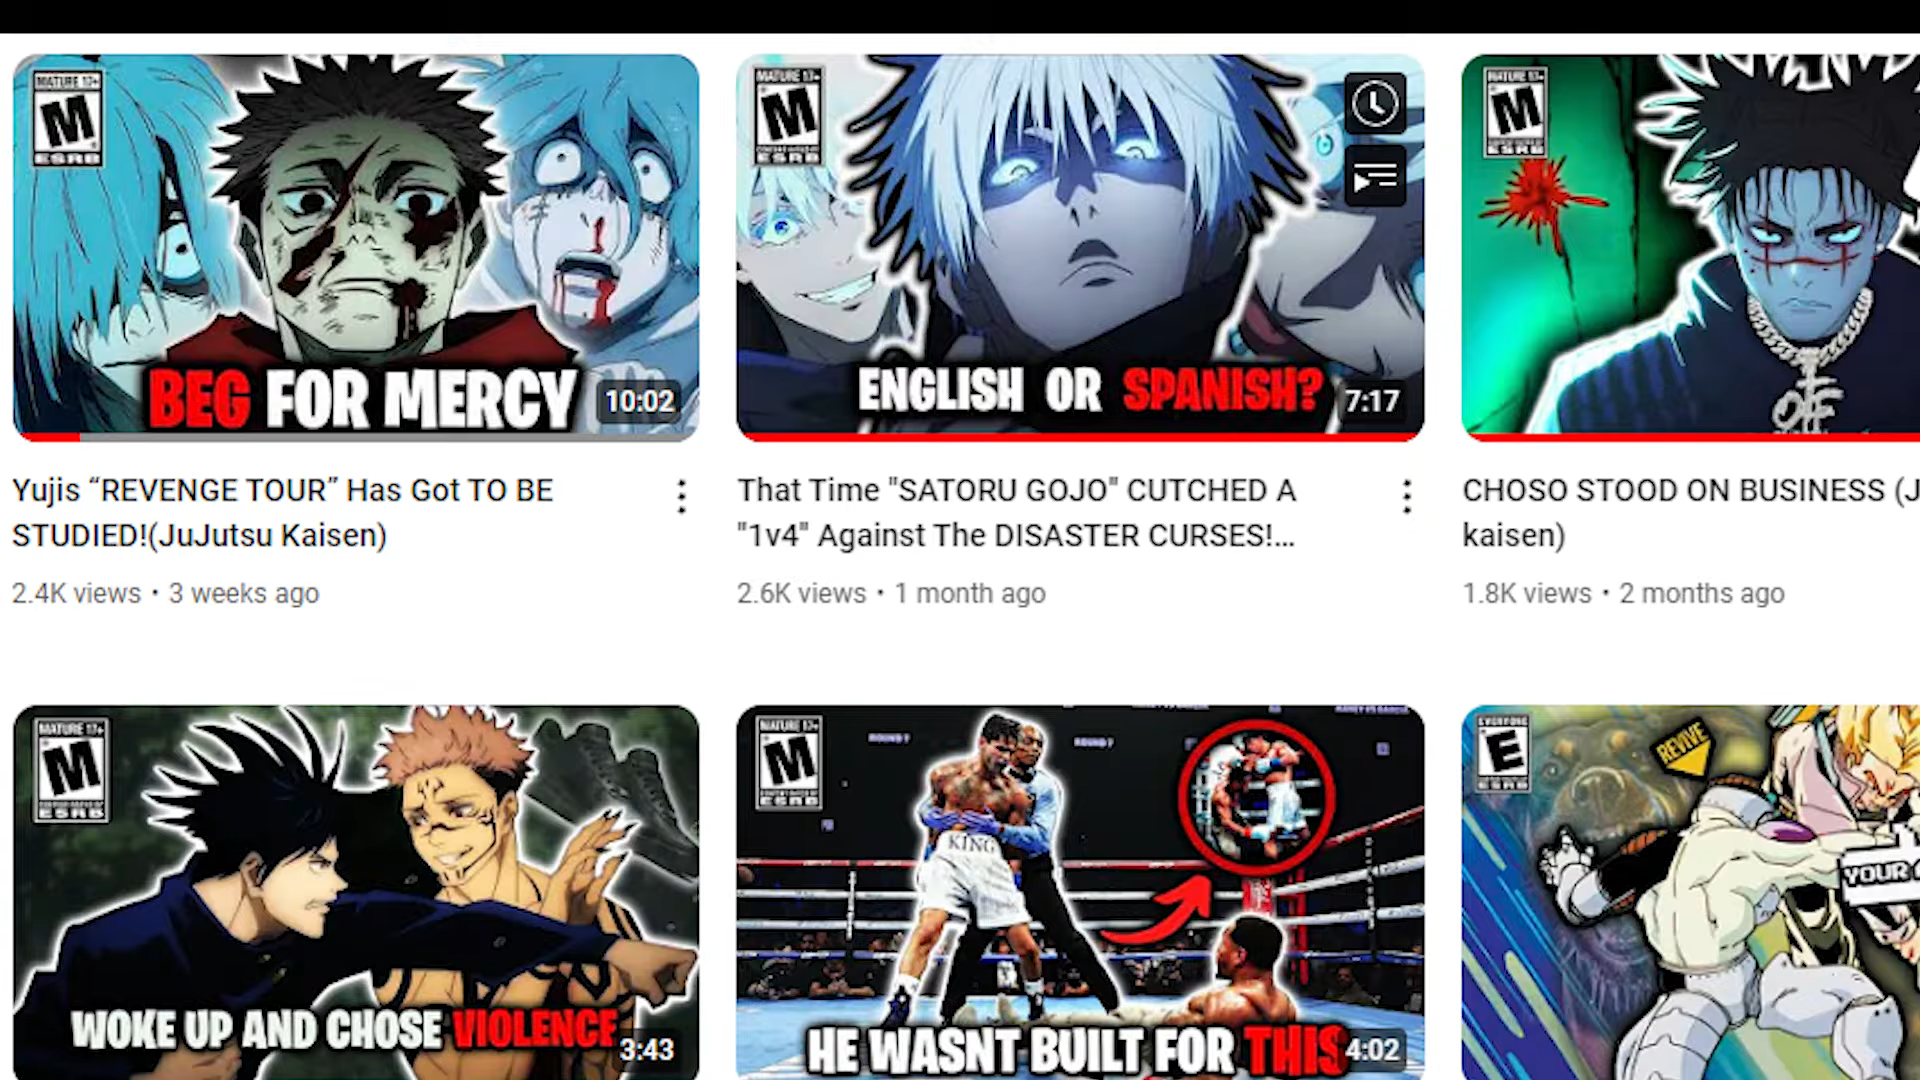 MATURE 17+
M
ESRB
BEG FOR MERCY
10:02
MATURE 17+
M
ESRB
ENGLISH OR SPANISH?
7:17
MATURE 17+
M
ESRB
Yujis “REVENGE TOUR” Has Got TO BE
STUDIED!(JuJutsu Kaisen)
2.4K views • 3 weeks ago
That Time "SATORU GOJO" CUTCHED A
"1v4" Against The DISASTER CURSES!...
2.6K views • 1 month ago
CHOSO STOOD ON BUSINESS (J
kaisen)
1.8K views • 2 months ago
MATURE 17+
M
ESRB
WOKE UP AND CHOSE VIOLENCE
3:43
MATURE 17+
M
ESRB
KING
HE WASNT BUILT FOR THIS
4:02
EVERYONE
E
ESRB
REVIVE
YOUR